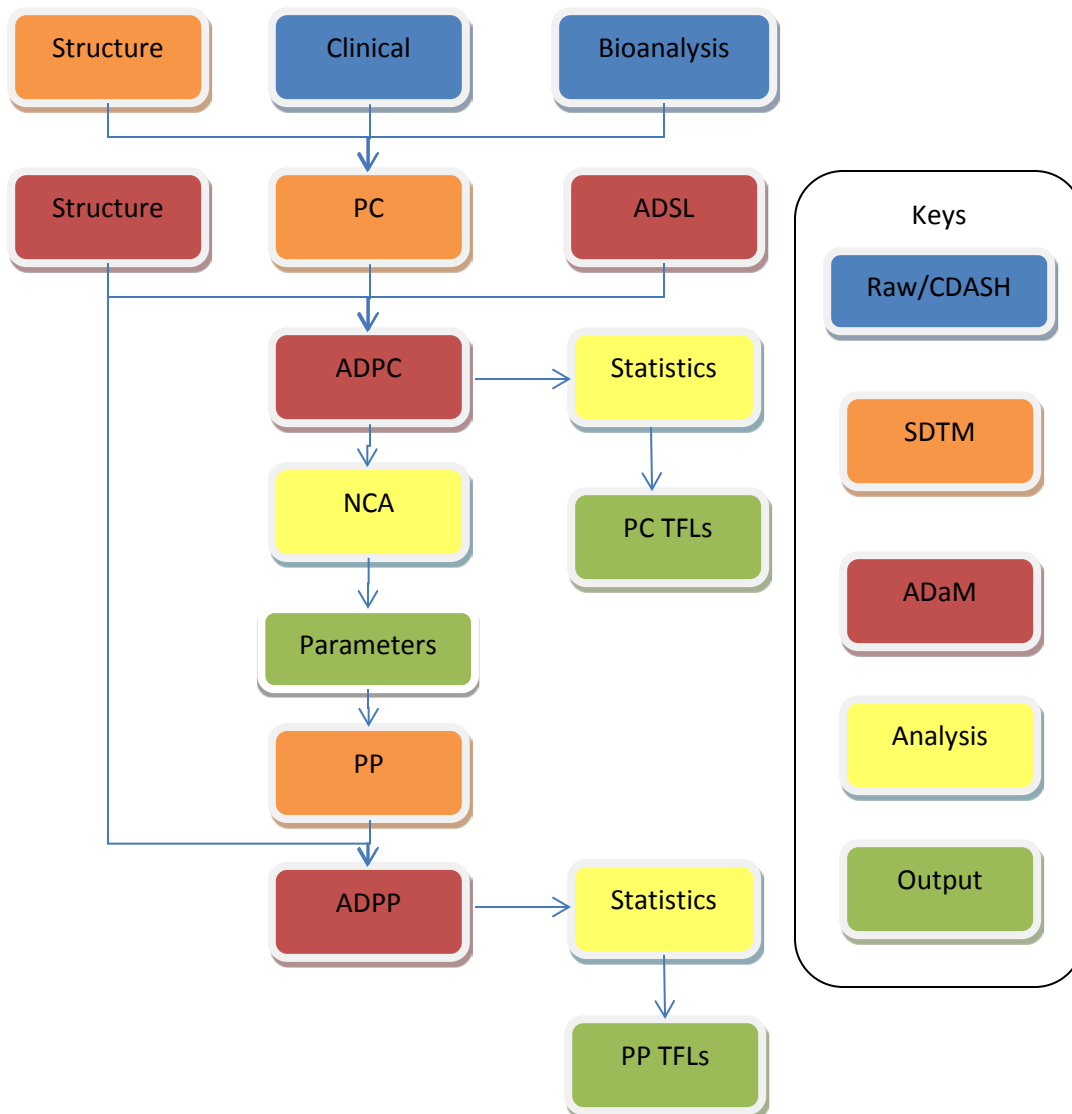 Structure
Clinical
Bioanalysis
Structure
PC
ADSL
Keys
Raw/CDASH
ADPC
Statistics
SDTM
NCA
PC TFLs
ADaM
Parameters
PP
Analysis
ADPP
Statistics
Output
PP TFLs